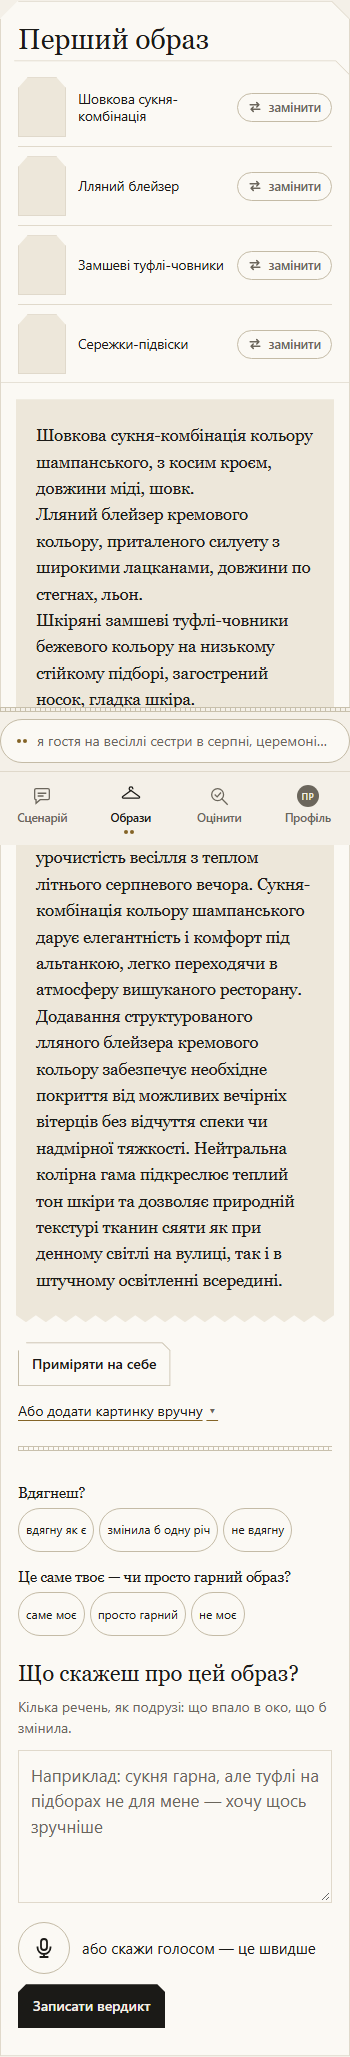 Перший образ
Шовкова сукня-
комбінація
замінити
Лляний блейзер
замінити
Замшеві туфлі-човники
замінити
Сережки-підвіски
замінити
Шовкова сукня-комбінація кольору
шампанського, з косим кроєм,
довжини міді, шовк.
Лляний блейзер кремового
кольору, приталеного силуету з
широкими лацканами, довжини по
стегнах, льон.
Шкіряні замшеві туфлі-човники
бежевого кольору на низькому
стійкому підборі, загострений
носок, гладка шкіра.
я гостя на весіллі сестри в серпні, церемоні...
Сценарій
Образи
Оцінити
ПР
Профіль
урочистість весілля з теплом
літнього серпневого вечора. Сукня-
комбінація кольору шампанського
дарує елегантність і комфорт під
альтанкою, легко переходячи в
атмосферу вишуканого ресторану.
Додавання структурованого
лляного блейзера кремового
кольору забезпечує необхідне
покриття від можливих вечірніх
вітерців без відчуття спеки чи
надмірної тяжкості. Нейтральна
колірна гама підкреслює теплий
тон шкіри та дозволяє природній
текстурі тканин сяяти як при
денному світлі на вулиці, так і в
штучному освітленні всередині.
Приміряти на себе
Або додати картинку вручну
Вдягнеш?
вдягну як є
змінила б одну річ
не вдягну
Це саме твоє — чи просто гарний образ?
саме моє
просто гарний
не моє
Що скажеш про цей образ?
Кілька речень, як подрузі: що впало в око, що б
змінила.
Наприклад: сукня гарна, але туфлі на
підборах не для мене — хочу щось
зручніше
або скажи голосом — це швидше
Записати вердикт